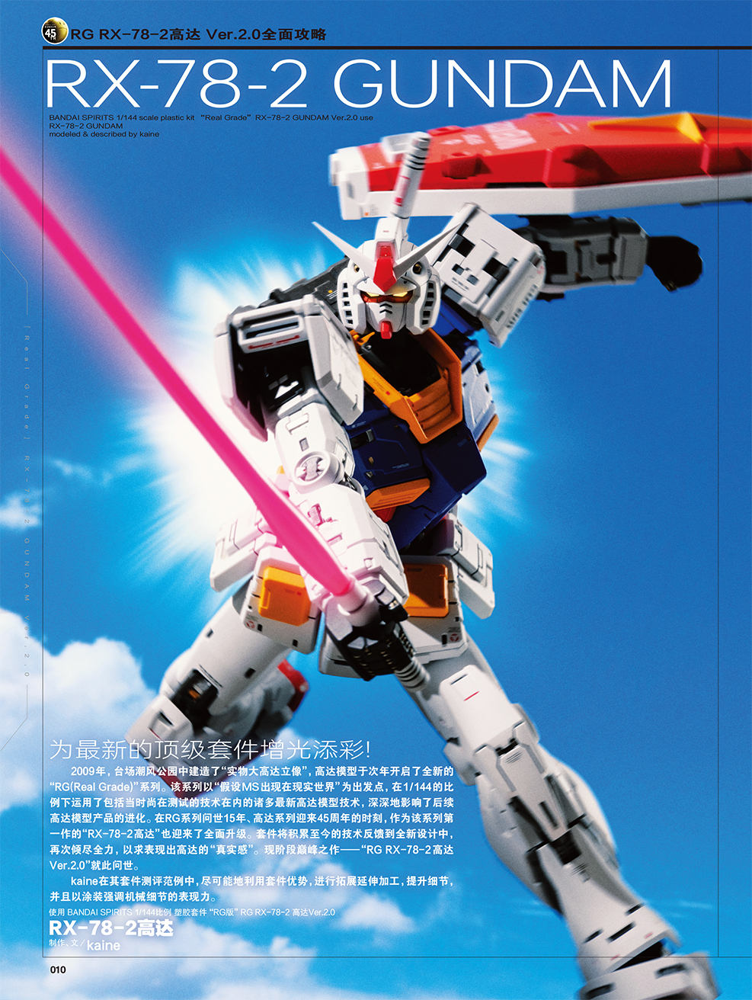 45
RG RX-78-2高达 Ver.2.0全面攻略
RX-78-2 GUNDAM
BANDAI SPIRITS 1/144 scale plastic kit “Real Grade” RX-78-2 GUNDAM Ver.2.0 use
RX-78-2 GUNDAM
modeled & described by kaine
[Real Grade] RX-78-2 GUNDAM Ver.2.0
为最新的顶级套件增光添彩!
2009年，台场潮风公园中建造了“实物大高达立像”，高达模型于次年开启了全新的
“RG(Real Grade)”系列。该系列以“假设MS出现在现实世界”为出发点，在1/144的比
例下运用了包括当时尚在测试的技术在内的诸多最新高达模型技术，深深地影响了后续
高达模型产品的进化。在RG系列问世15年、高达系列迎来45周年的时刻，作为该系列第
一作的“RX-78-2高达”也迎来了全面升级。套件将积累至今的技术反馈到全新设计中，
再次倾尽全力，以求表现出高达的“真实感”。现阶段巅峰之作——“RG RX-78-2高达
Ver.2.0”就此问世。
kaine在其套件测评范例中，尽可能地利用套件优势，进行拓展延伸加工，提升细节，
并且以涂装强调机械细节的表现力。
使用 BANDAI SPIRITS 1/144比例 塑胶套件 “RG版” RG RX-78-2 高达Ver.2.0
RX-78-2高达
制作、文/kaine
010